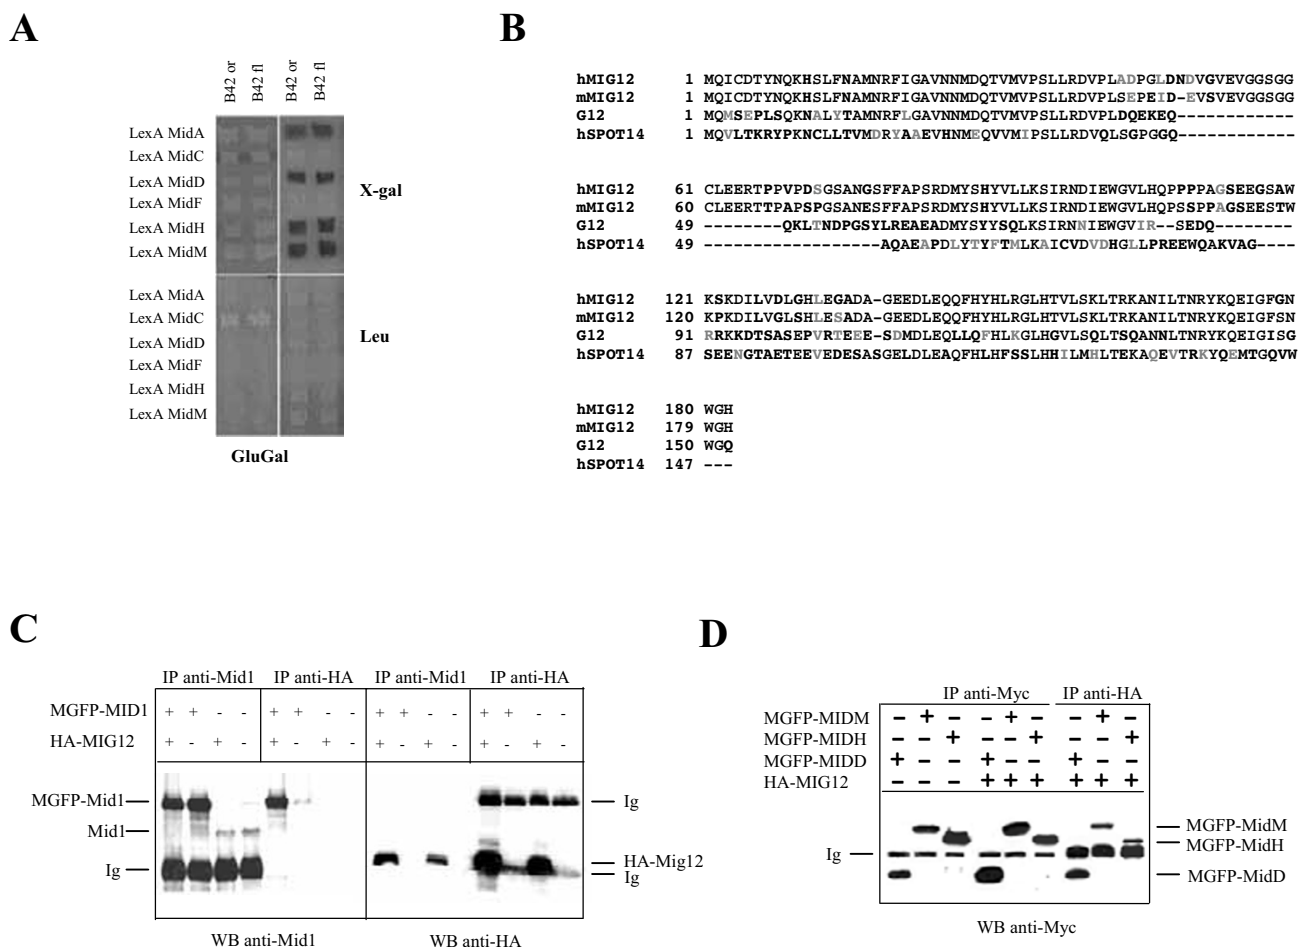 A
B42 or
B42 fl
B42 or
B42 fl
LexA MidA
LexA MidC
LexA MidD
LexA MidF
LexA MidH
LexA MidM
X-gal
LexA MidA
LexA MidC
LexA MidD
LexA MidF
LexA MidH
LexA MidM
Leu
GluGal
B
hMIG12 1 MQICDTYNQKHSLFNAMNRFIGAVNNMDQTVMVPSLLRDVPLADPGLDNDVGVEVGGSGG
mMIG12 1 MQICDTYNQKHSLFNAMNRFIGAVNNMDQTVMVPSLLRDVPLSEPEID-EVSVEVGGSGG
G12 1 MQMSEPLSQKNALYTAMNRFLGAVNNMDQTVMVPSLLRDVPLDQEKEQ------------
hSPOT14 1 MQVLTKRYPKNCLLTVMDRYAAEVHNMEQVVMIPSLLRDVQLSGPGGQ------------
hMIG12 61 CLEERTPPVPDSGSANGSFFAPSRDMYSHYVLLKSIRNDIEWGVLHQPPPPAGSEEGSAW
mMIG12 60 CLEERTTPAPSPGSANESFFAPSRDMYSHYVLLKSIRNDIEWGVLHQPSSPPAGSEESTW
G12 49 --------QKLTNDPGSYLREAEADMYSYYSQLKSIRNNIEWGVIR--SEDQ--------
hSPOT14 49 ------------------AQAEAPDLYTYFTMLKAICVDVDHGLLPREEWQAKVAG----
hMIG12 121 KSKDILVDLGHLEGADA-GEEDLEQQFHYHLRGLHTVLSKLTRKANILTNRYKQEIGFGN
mMIG12 120 KPKDILVGLSHLESADA-GEEDLEQQFHYHLRGLHTVLSKLTRKANILTNRYKQEIGFSN
G12 91 RRKKDTSASEPVRTEEE-SDMDLEQLLQFHLKGLHGVLSQLTSQANNLTNRYKQEIGISG
hSPOT14 87 SEENGTAETEEVEDESASGELDLEAQFHLHFSSLHHILMHLTEKAQEVTRKYQEMTGQVW
hMIG12 180 WGH
mMIG12 179 WGH
G12 150 WGQ
hSPOT14 147 ---
C
IP anti-Mid1 IP anti-HA IP anti-Mid1 IP anti-HA
MGFP-MID1 + + - - + + - - + + - - + + - -
HA-MIG12 + - + - + - + - + - + - + - + -
MGFP-Mid1
Mid1
Ig
Ig
HA-Mig12
Ig
WB anti-Mid1 WB anti-HA
D
IP anti-Myc IP anti-HA
MGFP-MIDM - + - - + - - + -
MGFP-MIDH - - + - - + - - +
MGFP-MIDD + - - + - - + - -
HA-MIG12 - - - + + + + + +
Ig
MGFP-MidM
MGFP-MidH
MGFP-MidD
WB anti-Myc